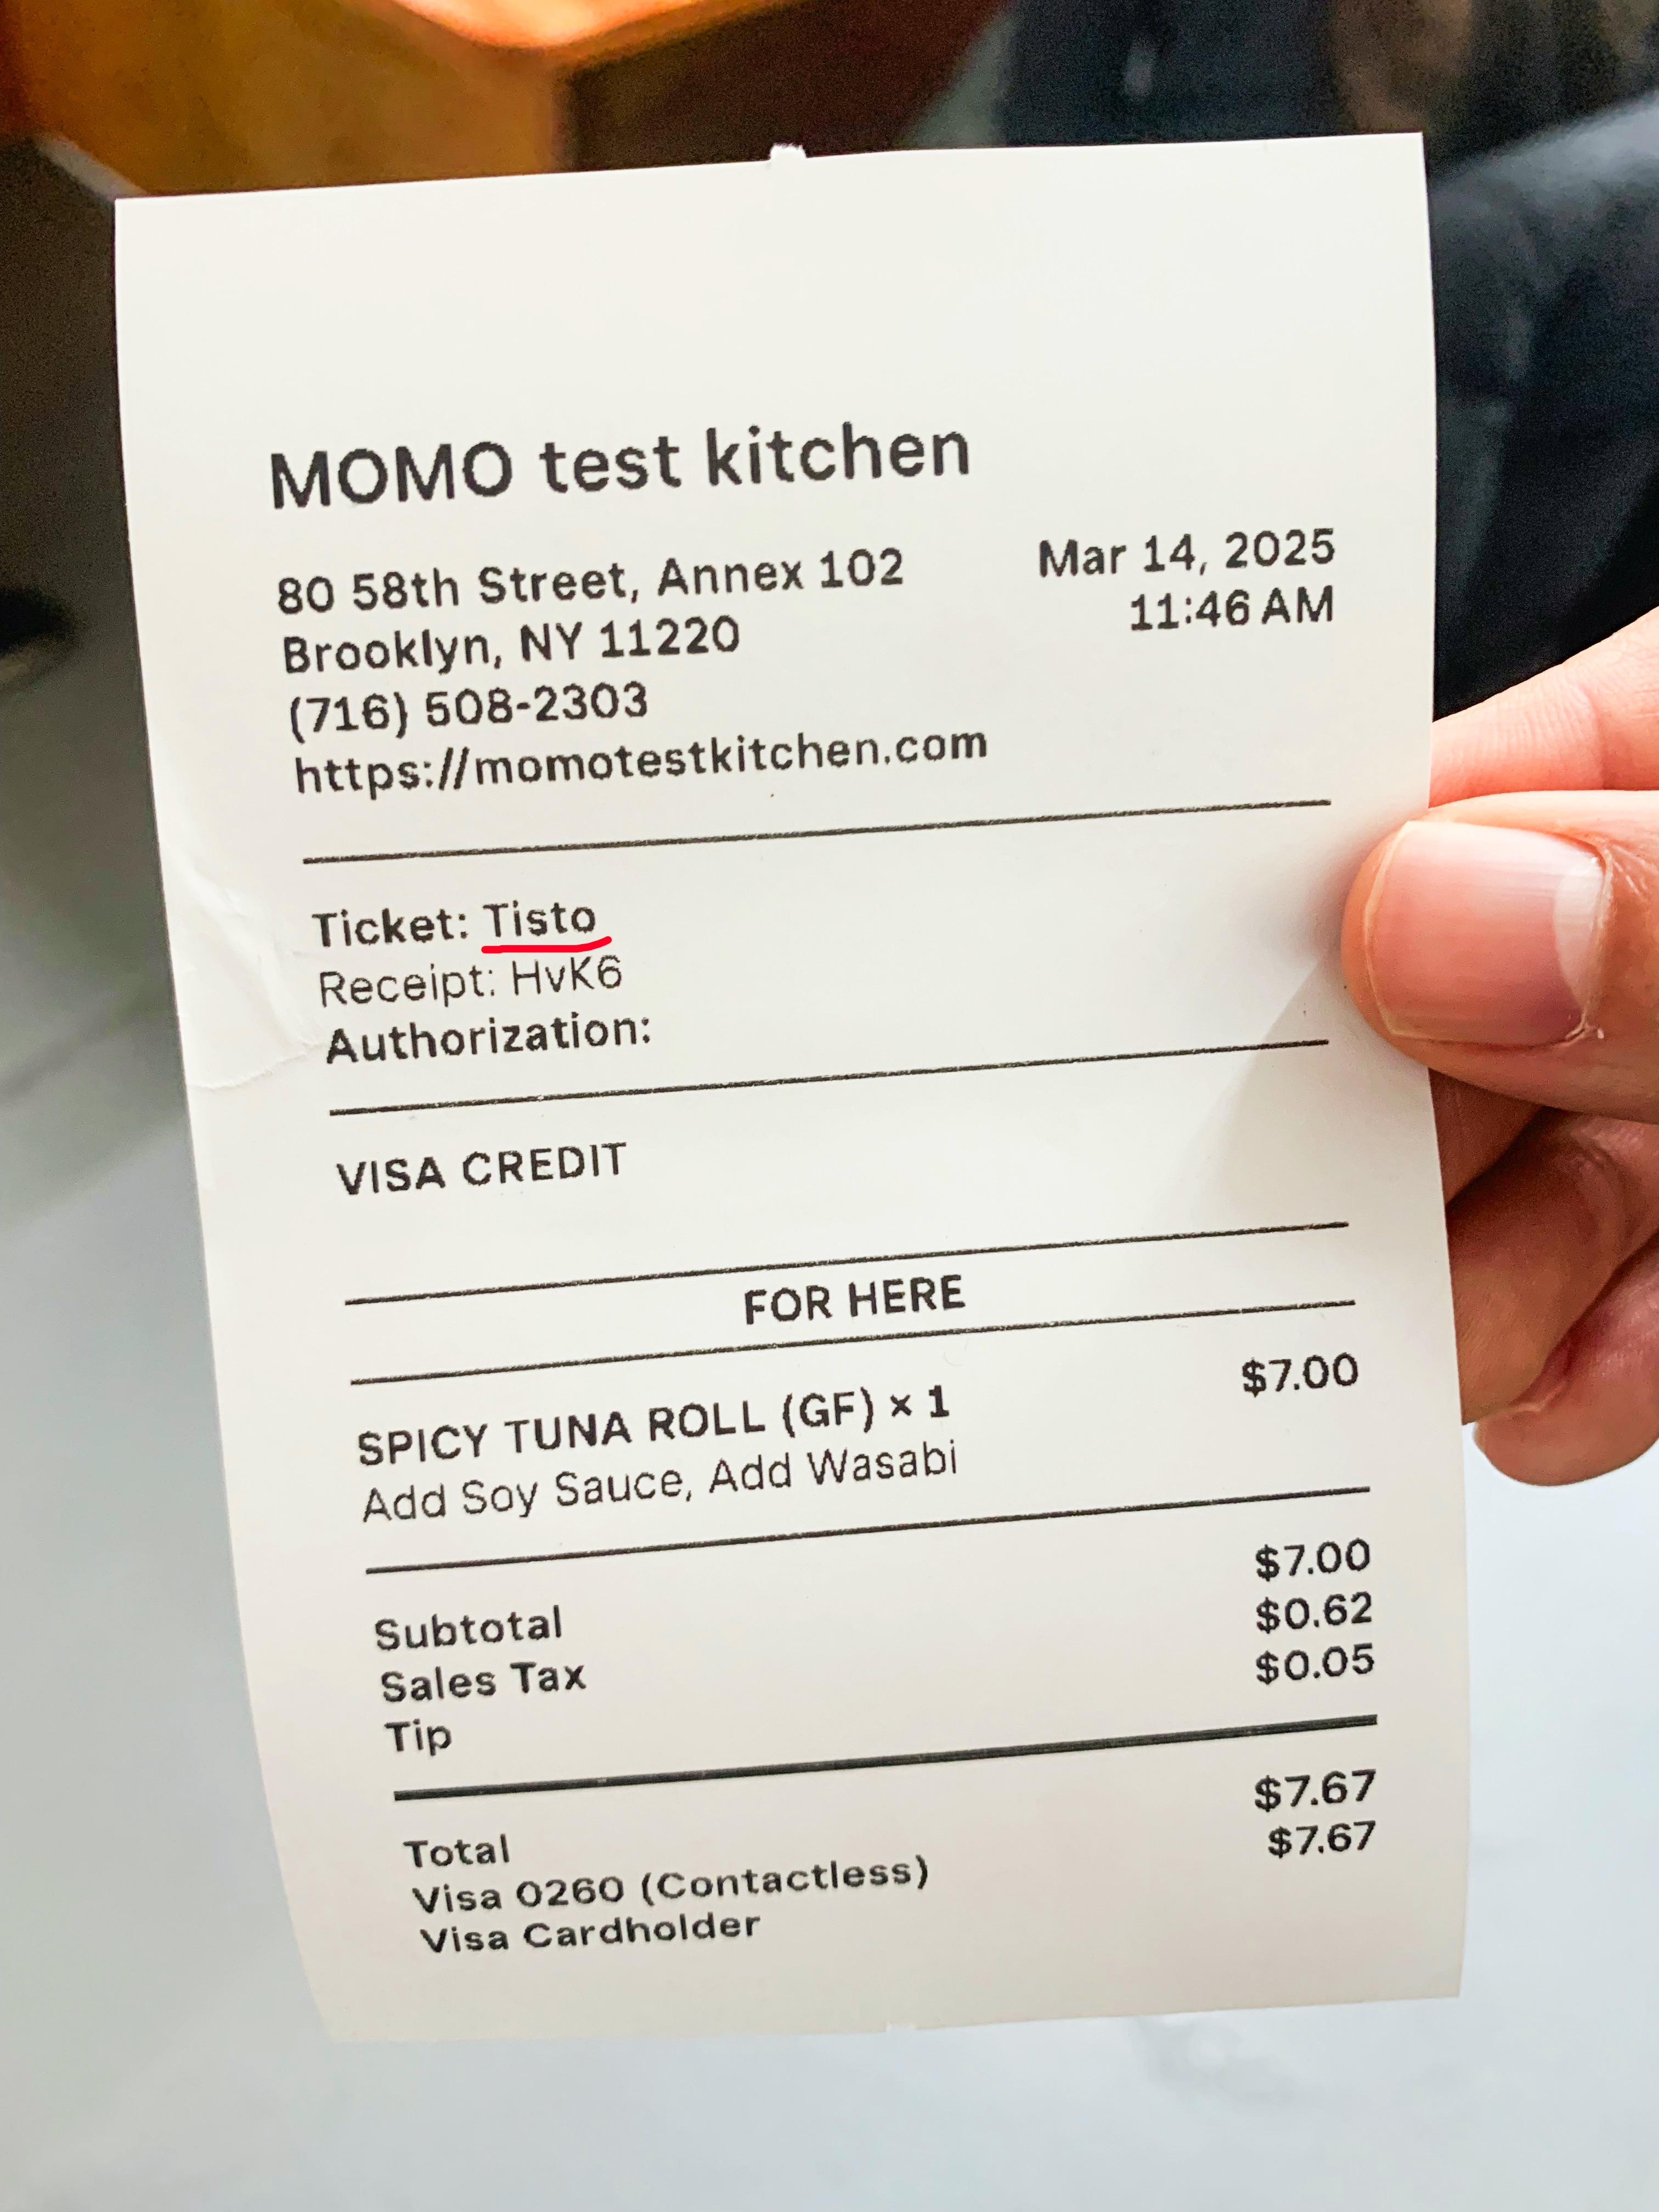 MOMO test kitchen
80 58th Street, Annex 102
Brooklyn, NY 11220
(716) 508-2303
https://momotestkitchen.com
Mar 14, 2025
11:46 AM
Ticket: Tisto
Receipt: HvK6
Authorization:
VISA CREDIT
FOR HERE
SPICY TUNA ROLL (GF) × 1 $7.00
Add Soy Sauce, Add Wasabi
Subtotal $7.00
Sales Tax $0.62
Tip $0.05
Total $7.67
Visa 0260 (Contactless) $7.67
Visa Cardholder